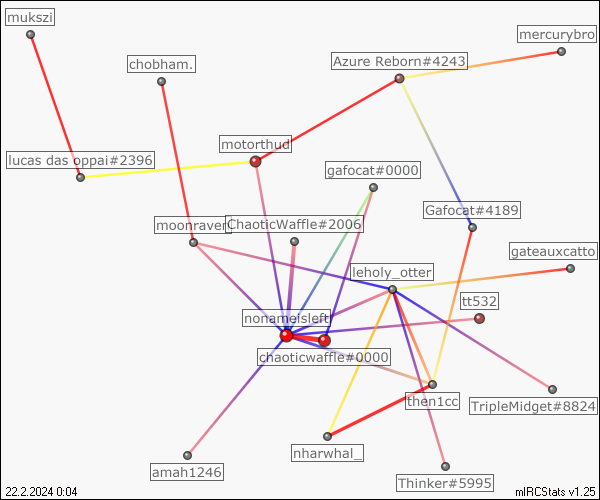 mukszi
mercurybro
Azure Reborn#4243
chobham.
motorthud
lucas das oppai#2396
gafocat#0000
Gafocat#4189
moonraven
ChaoticWaffle#2006
gateauxcatto
leholy_otter
tt532
nonameisleft
chaoticwaffle#0000
then1cc
TripleMidget#8824
nharwhal_
amah1246
Thinker#5995
22.2.2024 0:04
mIRCStats v1.25